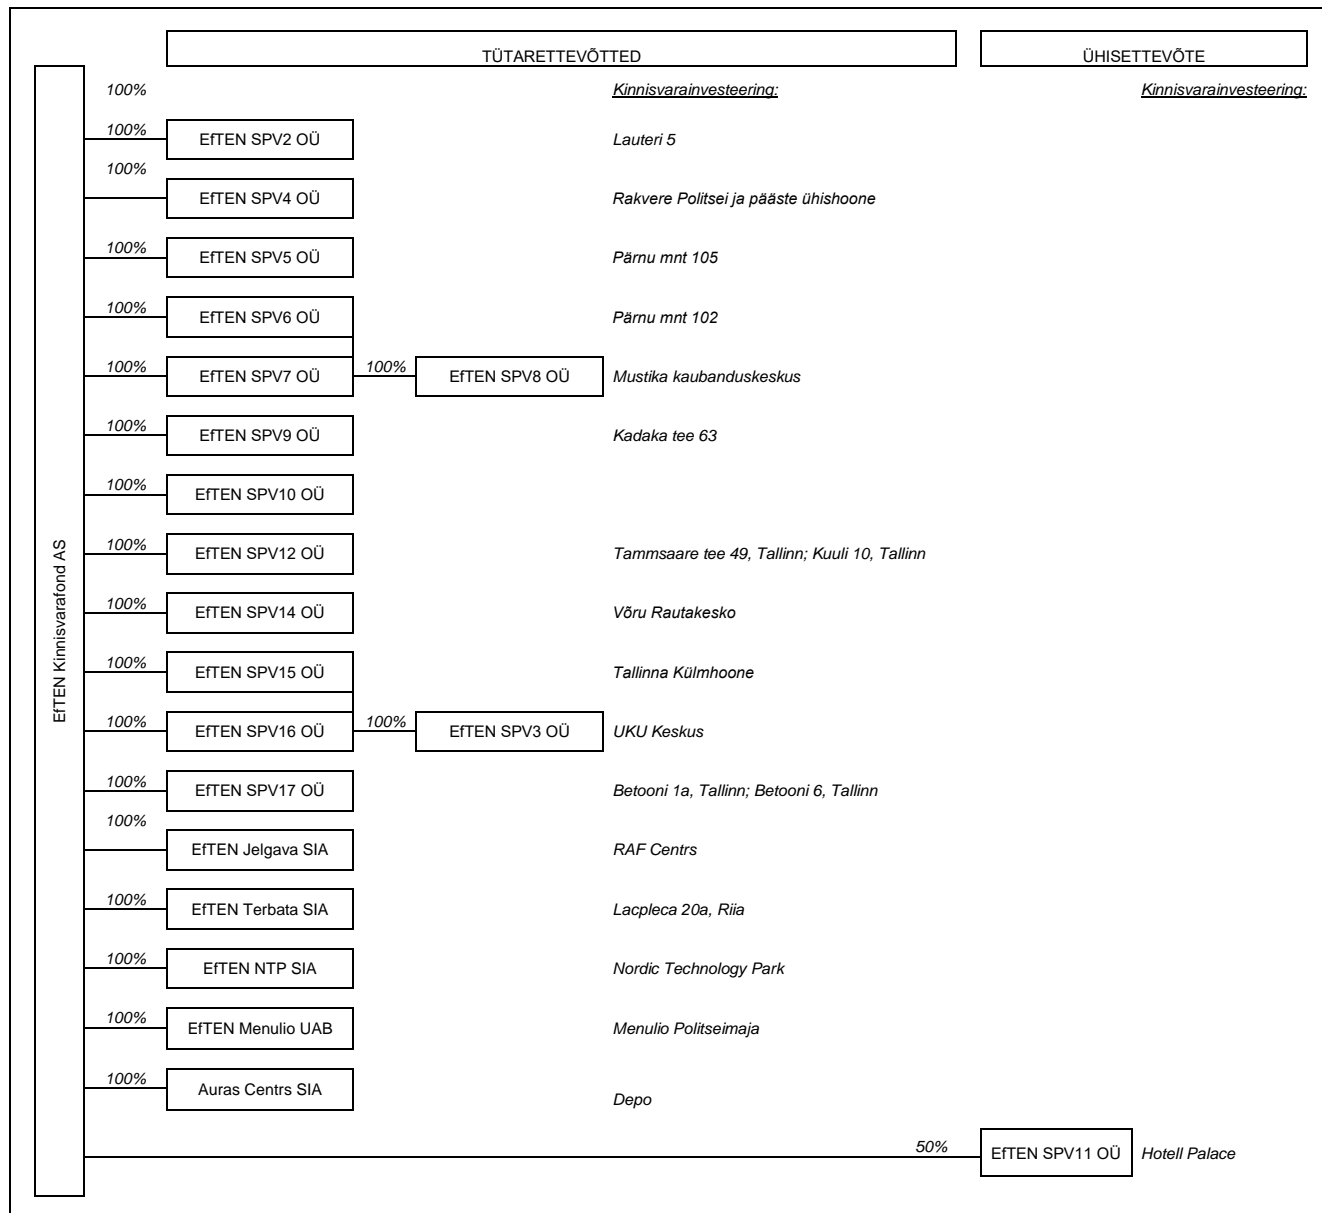 TÜTARETTEVÕTTED ÜHISETTEVÕTE
100% Kinnisvarainvesteering: Kinnisvarainvesteering:
100% EfTEN SPV2 OÜ Lauteri 5
100%
EfTEN SPV4 OÜ Rakvere Politsei ja pääste ühishoone
100% EfTEN SPV5 OÜ Pärnu mnt 105
100% EfTEN SPV6 OÜ Pärnu mnt 102
100% EfTEN SPV7 OÜ 100% EfTEN SPV8 OÜ Mustika kaubanduskeskus
100% EfTEN SPV9 OÜ Kadaka tee 63
100% EfTEN SPV10 OÜ
100% EfTEN SPV12 OÜ Tammsaare tee 49, Tallinn; Kuuli 10, Tallinn
EfTEN Kinnisvarafond AS
100% EfTEN SPV14 OÜ Võru Rautakesko
100% EfTEN SPV15 OÜ Tallinna Külmhoone
100% EfTEN SPV16 OÜ 100% EfTEN SPV3 OÜ UKU Keskus
100% EfTEN SPV17 OÜ Betooni 1a, Tallinn; Betooni 6, Tallinn
100%
EfTEN Jelgava SIA RAF Centrs
100% EfTEN Terbata SIA Lacpleca 20a, Riia
100% EfTEN NTP SIA Nordic Technology Park
100% EfTEN Menulio UAB Menulio Politseimaja
100% Auras Centrs SIA Depo
50% EfTEN SPV11 OÜ Hotell Palace